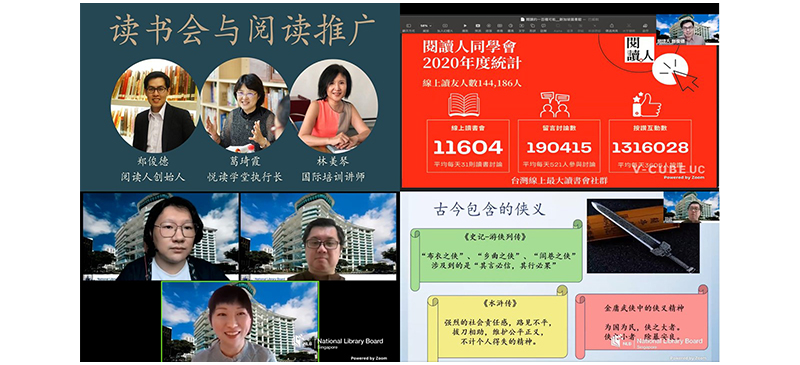 读书会与阅读推广
郑俊德
阅读人创始人
葛琦霞
悦读学堂执行长
林美琴
国际培训讲师
閱讀人同學會
2020年度統計
線上讀友人數144,186人
閱讀人
線上讀書會
11604
平均每天31則讀書討論
留言討論數
190415
平均每天521人參與討論
按讚互動數
1316028
台灣線上最大讀書會社群
V-CUBE UC
Powered by Zoom
National Library Board
Singapore
Powered by Zoom
古今包含的侠义
《史记-游侠列传》
“布衣之侠”、“乡曲之侠”、“闾巷之侠”
涉及到的是“其言必信，其行必果”
《水浒传》
强烈的社会责任感，路见不平，
拔刀相助，维护公平正义，
不计个人得失的精神。
金庸武侠中的侠义精神
为国为民，侠之大者。
National Library Board
Singapore
Powered by Zoom